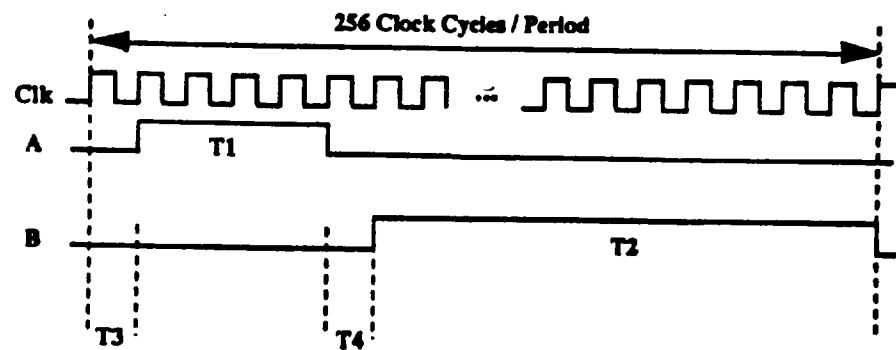 256 Clock Cycles / Period
Clk
...
A
T1
B
T2
T3
T4